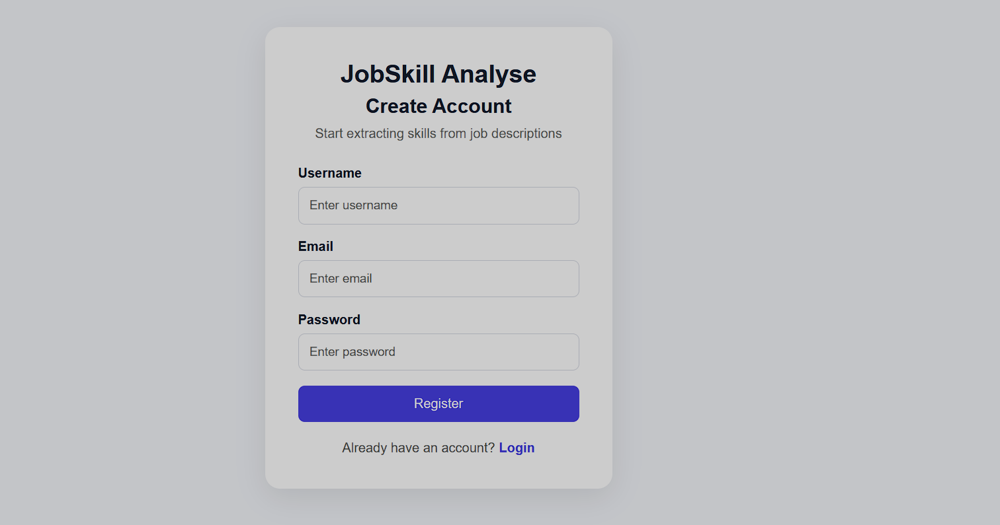 JobSkill Analyse
Create Account
Start extracting skills from job descriptions
Username
Enter username
Email
Enter email
Password
Enter password
Register
Already have an account? Login